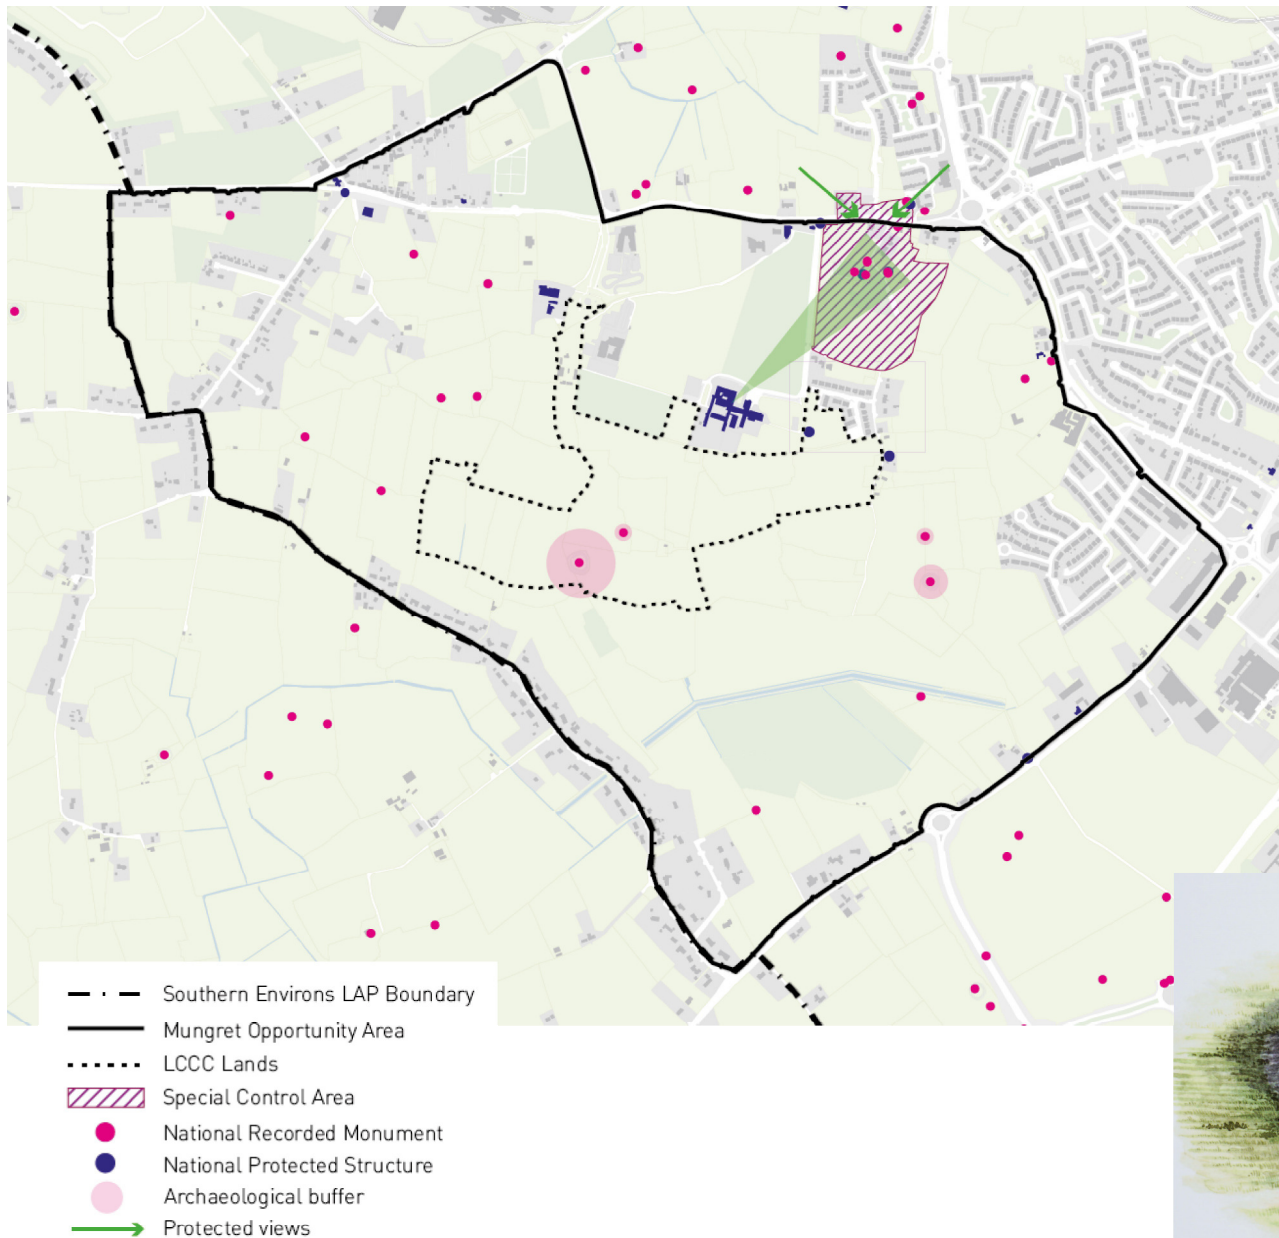 Southern Environs LAP Boundary
Mungret Opportunity Area
LCCC Lands
Special Control Area
National Recorded Monument
National Protected Structure
Archaeological buffer
Protected views